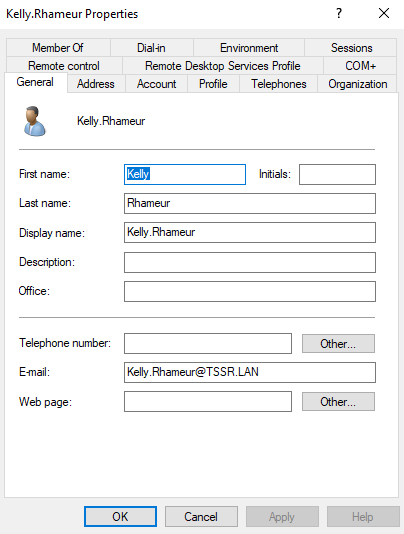 Kelly.Rhameur Properties
? ×
Member Of Dial-in Environment Sessions
Remote control Remote Desktop Services Profile COM+
General Address Account Profile Telephones Organization
Kelly.Rhameur
First name: Kelly Initials:
Last name: Rhameur
Display name: Kelly.Rhameur
Description:
Office:
Telephone number: Other...
E-mail: Kelly.Rhameur@TSSR.LAN
Web page: Other...
OK Cancel Apply Help